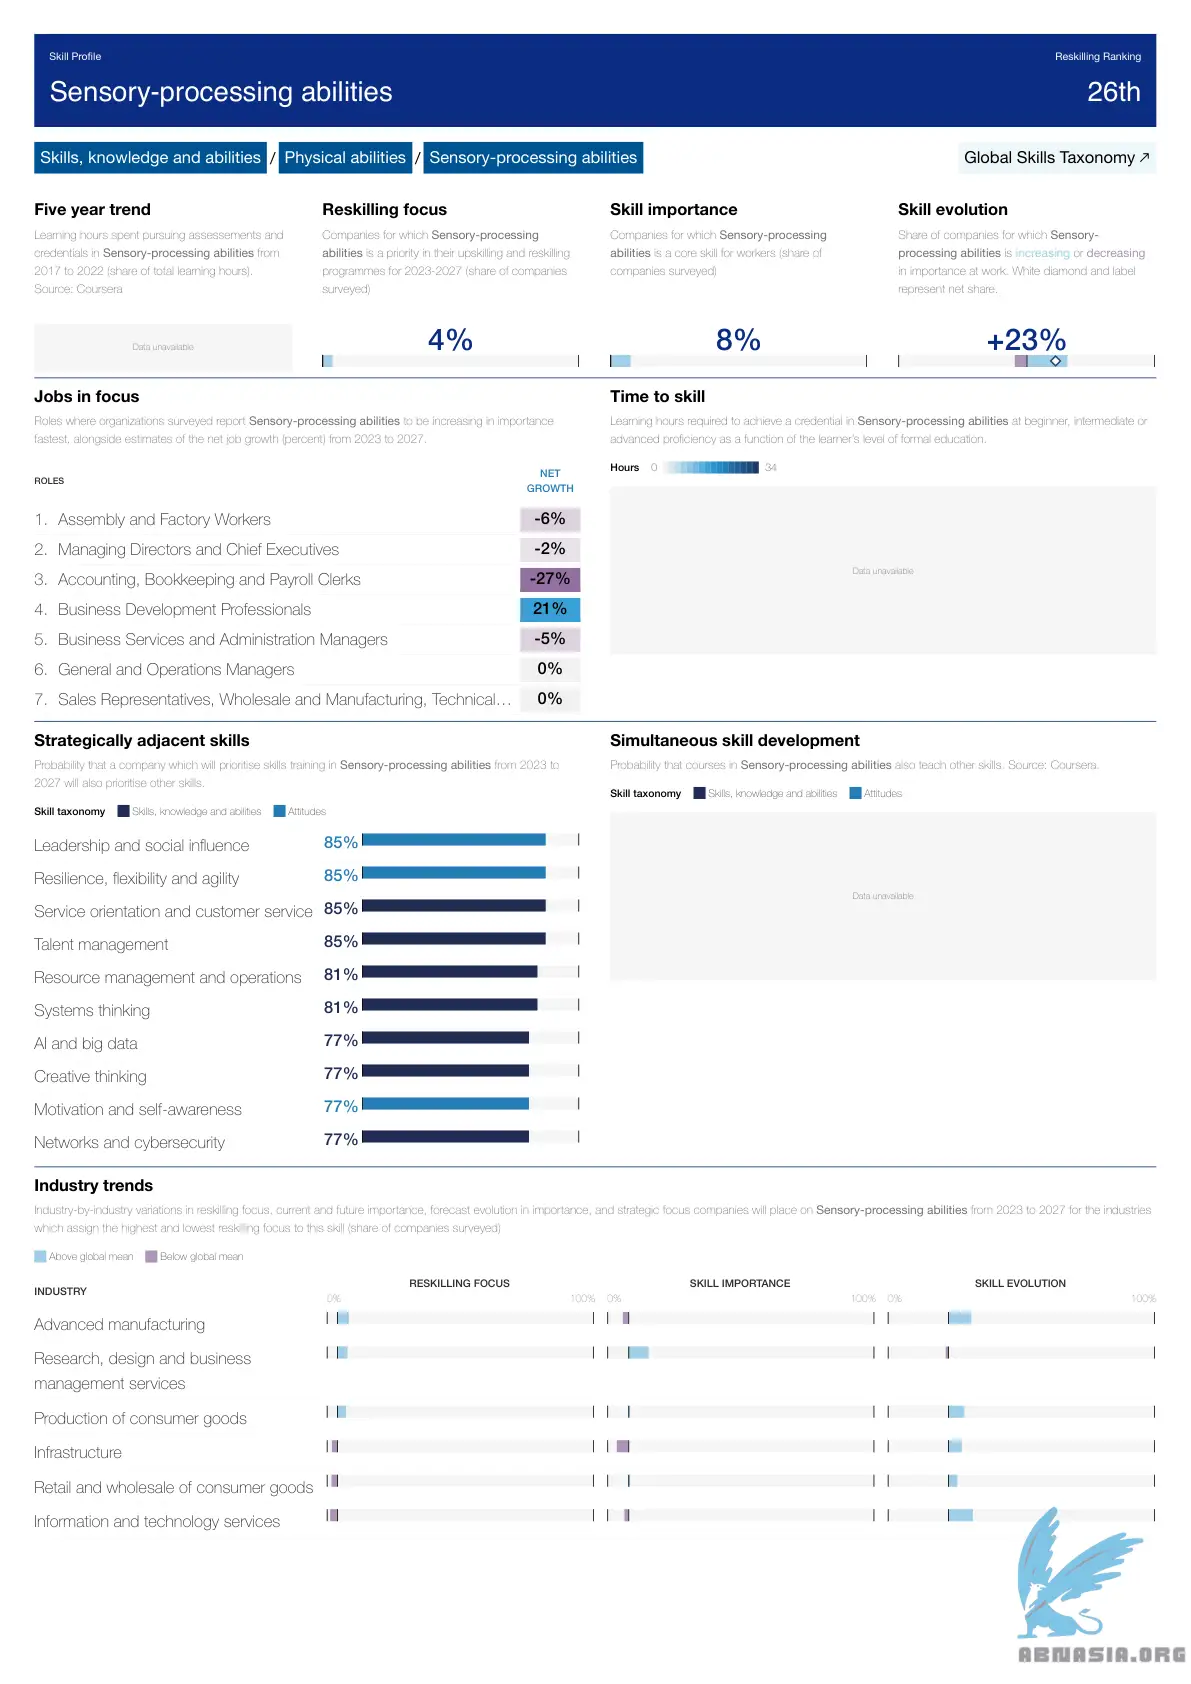 Skill Profile
Reskilling Ranking
Sensory-processing abilities
26th
Skills, knowledge and abilities / Physical abilities / Sensory-processing abilities
Global Skills Taxonomy ↗
Five year trend
Learning hours spent pursuing assessements and
credentials in Sensory-processing abilities from
2017 to 2022 (share of total learning hours).
Source: Coursera
Data unavailable
Reskilling focus
Companies for which Sensory-processing
abilities is a priority in their upskilling and reskilling
programmes for 2023-2027 (share of companies
surveyed)
4%
Skill importance
Companies for which Sensory-processing
abilities is a core skill for workers (share of
companies surveyed)
8%
Skill evolution
Share of companies for which Sensory-
processing abilities is increasing or decreasing
in importance at work. White diamond and label
represent net share.
+23%
Jobs in focus
Roles where organizations surveyed report Sensory-processing abilities to be increasing in importance
fastest, alongside estimates of the net job growth (percent) from 2023 to 2027.
ROLES
NET
GROWTH
1. Assembly and Factory Workers -6%
2. Managing Directors and Chief Executives -2%
3. Accounting, Bookkeeping and Payroll Clerks -27%
4. Business Development Professionals 21%
5. Business Services and Administration Managers -5%
6. General and Operations Managers 0%
7. Sales Representatives, Wholesale and Manufacturing, Technical… 0%
Time to skill
Learning hours required to achieve a credential in Sensory-processing abilities at beginner, intermediate or
advanced proficiency as a function of the learner's level of formal education.
Hours 0 34
Data unavailable
Strategically adjacent skills
Probability that a company which will prioritise skills training in Sensory-processing abilities from 2023 to
2027 will also prioritise other skills.
Skill taxonomy Skills, knowledge and abilities Attitudes
Leadership and social influence 85%
Resilience, flexibility and agility 85%
Service orientation and customer service 85%
Talent management 85%
Resource management and operations 81%
Systems thinking 81%
AI and big data 77%
Creative thinking 77%
Motivation and self-awareness 77%
Networks and cybersecurity 77%
Simultaneous skill development
Probability that courses in Sensory-processing abilities also teach other skills. Source: Coursera.
Skill taxonomy Skills, knowledge and abilities Attitudes
Data unavailable
Industry trends
Industry-by-industry variations in reskilling focus, current and future importance, forecast evolution in importance, and strategic focus companies will place on Sensory-processing abilities from 2023 to 2027 for the industries
which assign the highest and lowest reskilling focus to this skill (share of companies surveyed)
Above global mean Below global mean
INDUSTRY
RESKILLING FOCUS SKILL IMPORTANCE SKILL EVOLUTION
0% 100% 0% 100% 0% 100%
Advanced manufacturing
Research, design and business
management services
Production of consumer goods
Infrastructure
Retail and wholesale of consumer goods
Information and technology services
ABNASIA.ORG